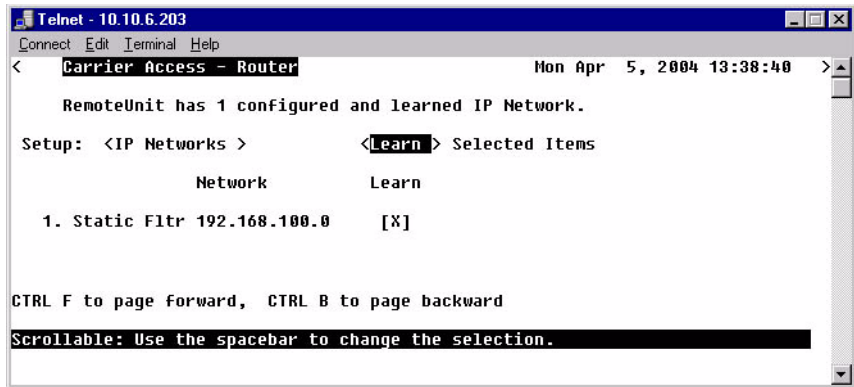 Telnet - 10.10.6.203
Connect Edit Terminal Help
< Carrier Access - Router Mon Apr 5, 2004 13:38:40 >
RemoteUnit has 1 configured and learned IP Network.
Setup: <IP Networks > <Learn > Selected Items
Network Learn
1. Static Fltr 192.168.100.0 [X]
CTRL F to page forward, CTRL B to page backward
Scrollable: Use the spacebar to change the selection.